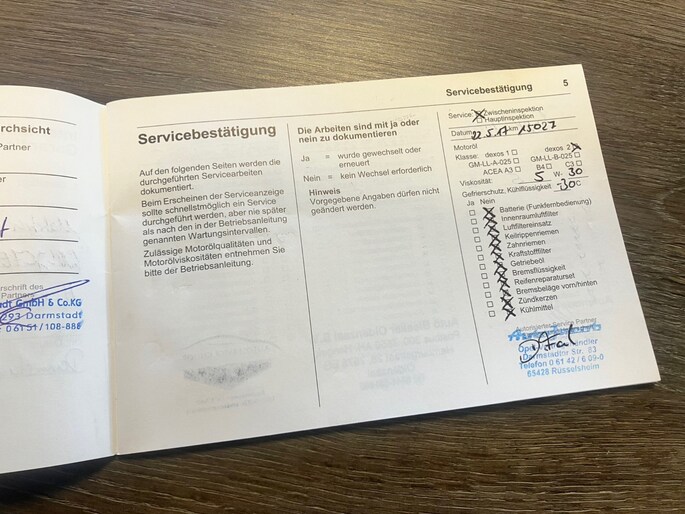 rchsicht
Partner
schrift des
Partners
dt GmbH & Co.KG
293 Darmstadt
06151/108-888
Servicebestätigung
Auf den folgenden Seiten werden die
durchgeführten Servicearbeiten
dokumentiert.
Beim Erscheinen der Serviceanzeige
sollte schnellstmöglich ein Service
durchgeführt werden, aber nie später
als nach den in der Betriebsanleitung
genannten Wartungsintervallen.
Zulässige Motorölqualitäten und
Motorölviskositäten entnehmen Sie
bitte der Betriebsanleitung.
Die Arbeiten sind mit ja oder
nein zu dokumentieren
Ja = wurde gewechselt oder
erneuert
Nein = kein Wechsel erforderlich
Hinweis
Vorgegebene Angaben dürfen nicht
geändert werden.
Servicebestätigung 5
Service: Zwischeninspektion
Hauptinspektion
Datum 22.5.17 km 15027
Motoröl
Klasse: dexos 1 dexos 2
GM-LL-A-025 GM-LL-B-025
ACEA A3 B4 C3
Viskosität: 5 W- 30
Gefrierschutz, Kühlflüssigkeit -30°C
Ja Nein
Batterie (Funkfernbedienung)
Innenraumluftfilter
Luftfiltereinsatz
Keilrippenriemen
Zahnriemen
Kraftstofffilter
Getriebeöl
Bremsflüssigkeit
Reifenreparaturset
Bremsbeläge vorn/hinten
Zündkerzen
Kühlmittel
Autorisierter Service Partner
Darmstädter Str. 83
Telefon 0 61 42 / 6 09-0
65428 Rüsselsheim